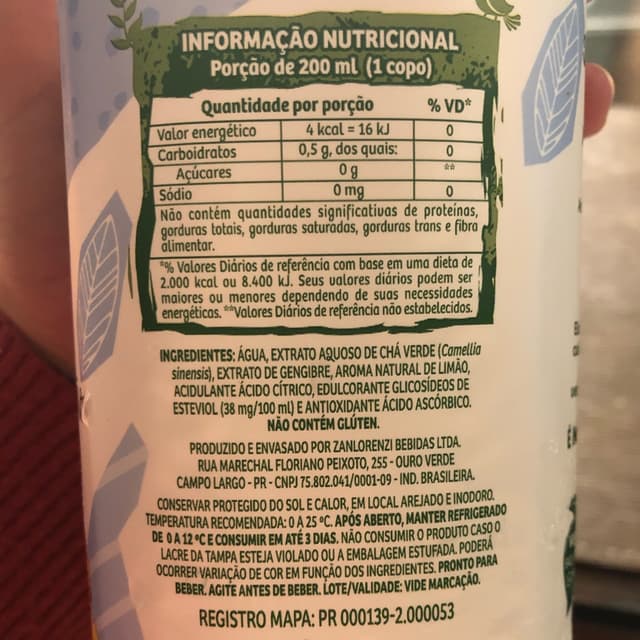 INFORMAÇÃO NUTRICIONAL
Porção de 200 ml (1 copo)
Quantidade por porção % VD*
Valor energético 4 kcal = 16 kJ 0
Carboidratos 0,5 g, dos quais: 0
Açúcares 0 g **
Sódio 0 mg 0
Não contém quantidades significativas de proteínas,
gorduras totais, gorduras saturadas, gorduras trans e fibra
alimentar.
*% Valores Diários de referência com base em uma dieta de
2.000 kcal ou 8.400 kJ. Seus valores diários podem ser
maiores ou menores dependendo de suas necessidades
energéticas. **Valores Diários de referência não estabelecidos.
INGREDIENTES: ÁGUA, EXTRATO AQUOSO DE CHÁ VERDE (Camellia
sinensis), EXTRATO DE GENGIBRE, AROMA NATURAL DE LIMÃO,
ACIDULANTE ÁCIDO CÍTRICO, EDULCORANTE GLICOSÍDEOS DE
ESTEVIOL (38 mg/100 ml) E ANTIOXIDANTE ÁCIDO ASCÓRBICO.
NÃO CONTÉM GLÚTEN.
PRODUZIDO E ENVASADO POR ZANLORENZI BEBIDAS LTDA.
RUA MARECHAL FLORIANO PEIXOTO, 255 - OURO VERDE
CAMPO LARGO - PR - CNPJ 75.802.041/0001-09 - IND. BRASILEIRA.
CONSERVAR PROTEGIDO DO SOL E CALOR, EM LOCAL AREJADO E INODORO.
TEMPERATURA RECOMENDADA: 0 A 25 ºC. APÓS ABERTO, MANTER REFRIGERADO
DE 0 A 12 ºC E CONSUMIR EM ATÉ 3 DIAS. NÃO CONSUMIR O PRODUTO CASO O
LACRE DA TAMPA ESTEJA VIOLADO OU A EMBALAGEM ESTUFADA. PODERÁ
OCORRER VARIAÇÃO DE COR EM FUNÇÃO DOS INGREDIENTES. PRONTO PARA
BEBER. AGITE ANTES DE BEBER. LOTE/VALIDADE: VIDE MARCAÇÃO.
REGISTRO MAPA: PR 000139-2.000053